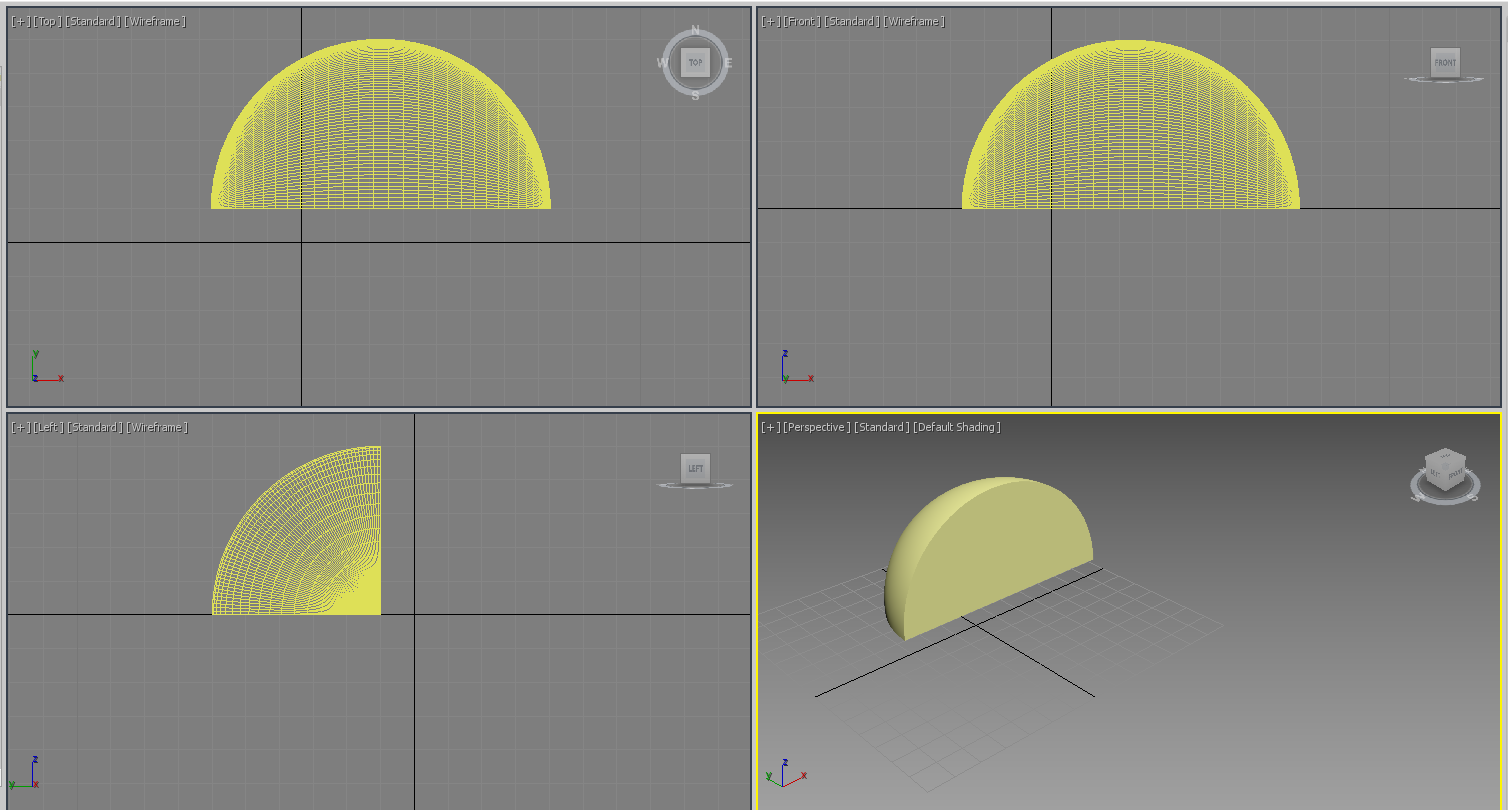 [+] [Top] [Standard] [Wireframe]
N
W TOP E
S
y
z x
[+] [Front] [Standard] [Wireframe]
FRONT
z
y x
[+] [Left] [Standard] [Wireframe]
LEFT
z
y x
[+] [Perspective] [Standard] [Default Shading]
z
y x